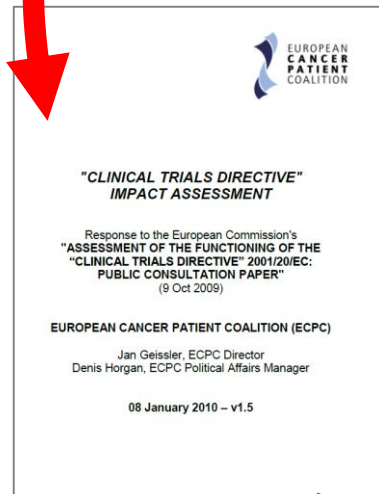 EUROPEAN
CANCER
PATIENT
COALITION
"CLINICAL TRIALS DIRECTIVE"
IMPACT ASSESSMENT
Response to the European Commission's
"ASSESSMENT OF THE FUNCTIONING OF THE
"CLINICAL TRIALS DIRECTIVE" 2001/20/EC:
PUBLIC CONSULTATION PAPER"
(9 Oct 2009)
EUROPEAN CANCER PATIENT COALITION (ECPC)
Jan Geissler, ECPC Director
Denis Horgan, ECPC Political Affairs Manager
08 January 2010 – v1.5